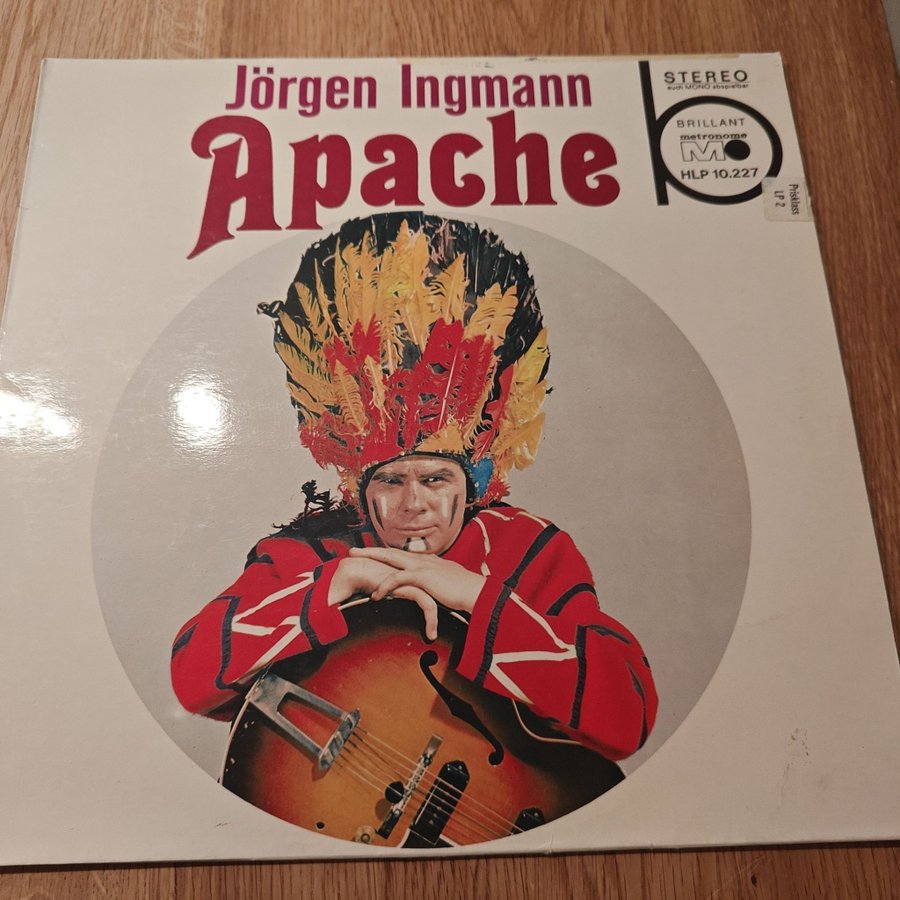 Jörgen Ingmann
Apache
STEREO
auch MONO abspielbar
BRILLANT
metronome
M
HLP 10.227
Prisklass
LP 2